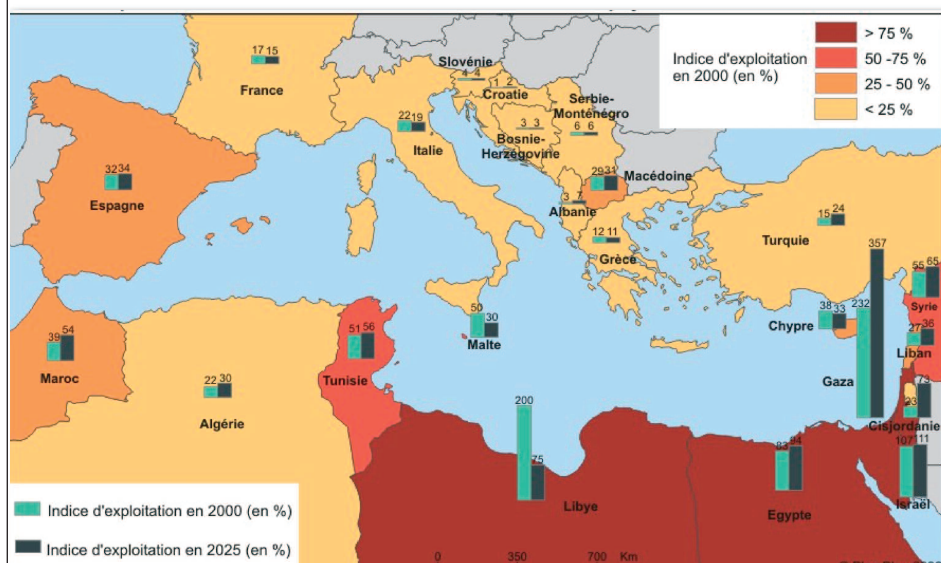 Indice d'exploitation
en 2000 (en %)
> 75 %
50 -75 %
25 - 50 %
< 25 %
17 15
France
Slovénie
4 4
1 2
Croatie
Serbie-
Monténégro
6 6
3 3
Bosnie-
Herzégovine
22 19
Italie
29 31
Macédoine
3 7
Albanie
12 11
Grèce
32 34
Espagne
15 24
Turquie
357
232
Gaza
55 65
Syrie
38 33
Chypre
27 36
Liban
73
23
Cisjordanie
107 111
Israël
39 54
Maroc
22 30
Algérie
51 56
Tunisie
30
Malte
200
75
Libye
83 94
Egypte
Indice d'exploitation en 2000 (en %)
Indice d'exploitation en 2025 (en %)
0 350 700 Km